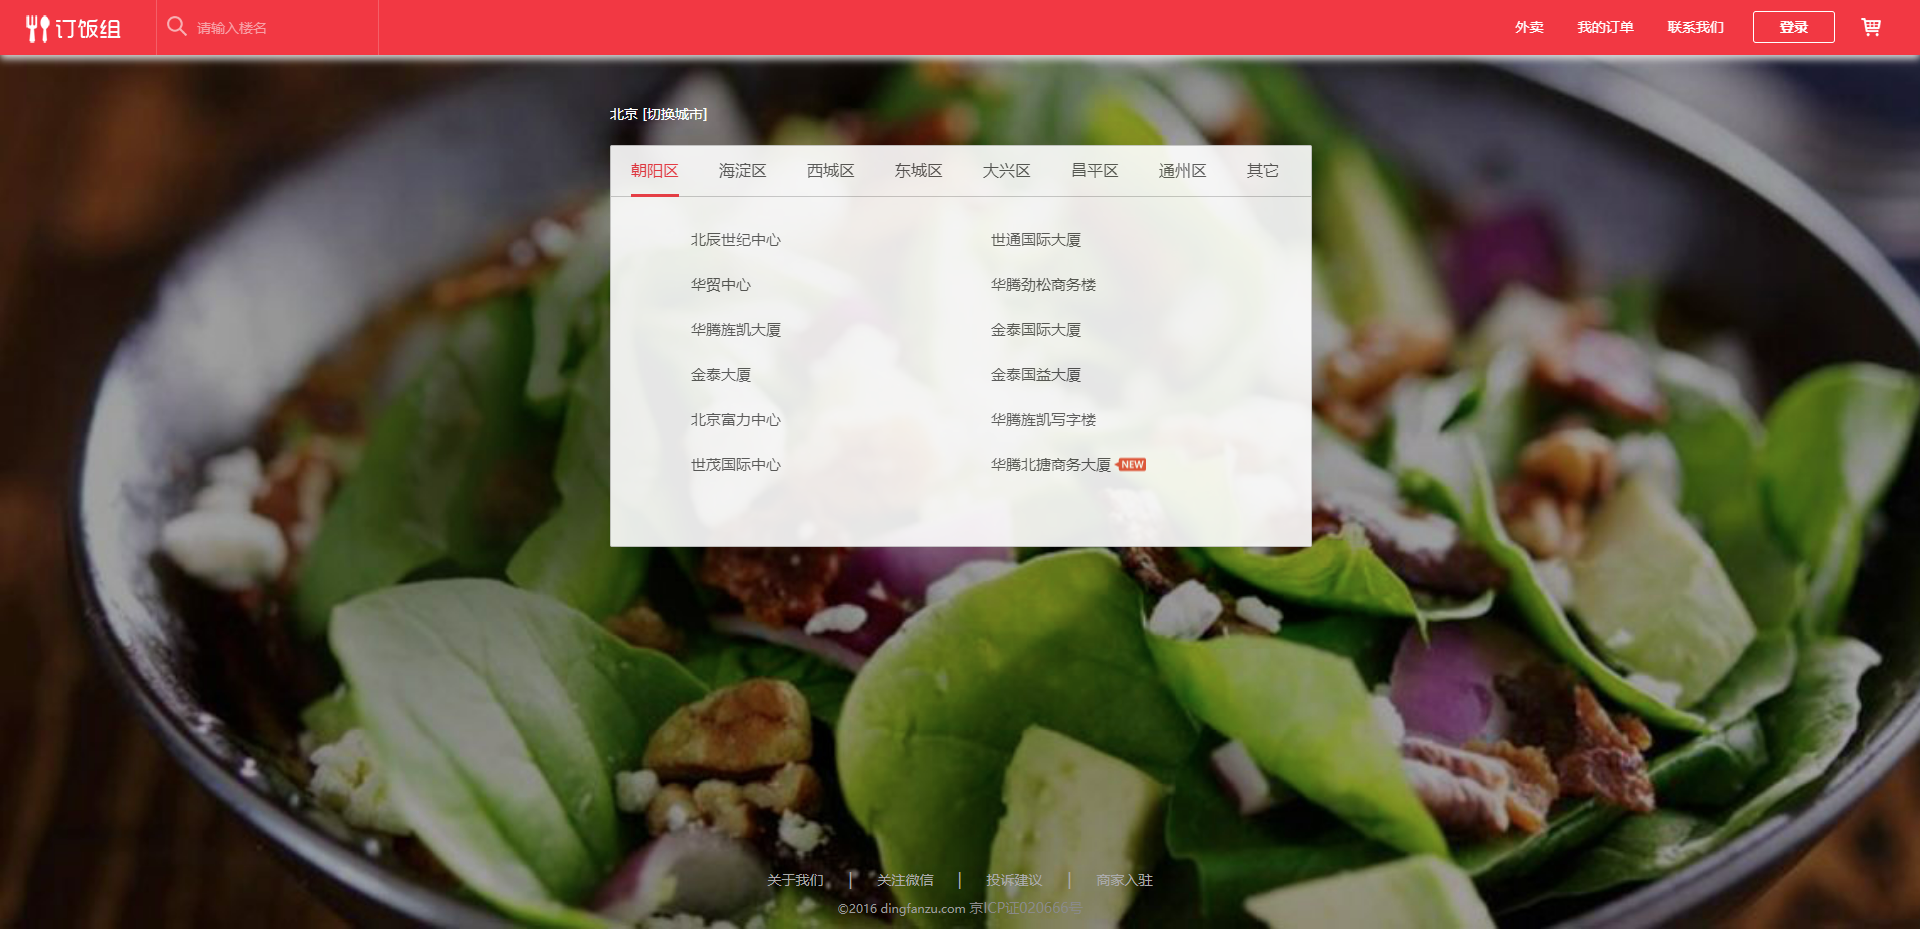 订饭组 请输入楼名 外卖 我的订单 联系我们 登录
北京 [切换城市]
朝阳区 海淀区 西城区 东城区 大兴区 昌平区 通州区 其它
北辰世纪中心 世通国际大厦
华贸中心 华腾劲松商务楼
华腾旌凯大厦 金泰国际大厦
金泰大厦 金泰国益大厦
北京富力中心 华腾旌凯写字楼
世茂国际中心 华腾北搪商务大厦 NEW
关于我们 | 关注微信 | 投诉建议 | 商家入驻
©2016 dingfanzu.com 京ICP证020666号